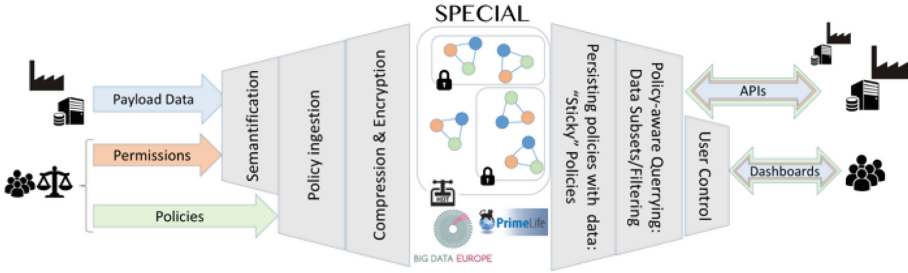 SPECIAL
Payload Data
Permissions
Policies
Semantification
Policy ingestion
Compression & Encryption
HDT
BIG DATA EUROPE
PrimeLife
Persisting policies with data:
“Sticky” Policies
Policy-aware Querrying:
Data Subsets/Filtering
User Control
APIs
Dashboards